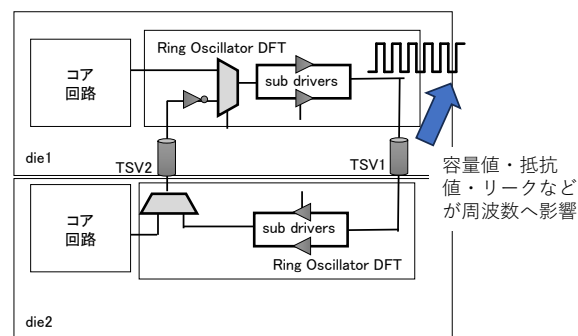 Ring Oscillator DFT
コア
回路
sub drivers
die1
TSV2
TSV1
容量値・抵抗
値・リークなど
が周波数へ影響
コア
回路
sub drivers
Ring Oscillator DFT
die2